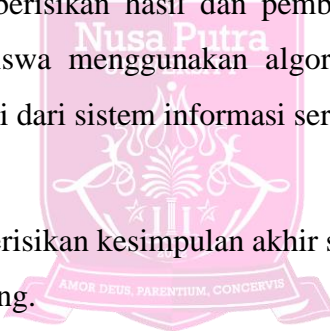 berisikan hasil dan pemb
Nusa Putra
iswa menggunakan algor
i dari sistem informasi ser
erisikan kesimpulan akhir s
AMOR DEUS, PARENTIUM, CONCERVIS
ng.